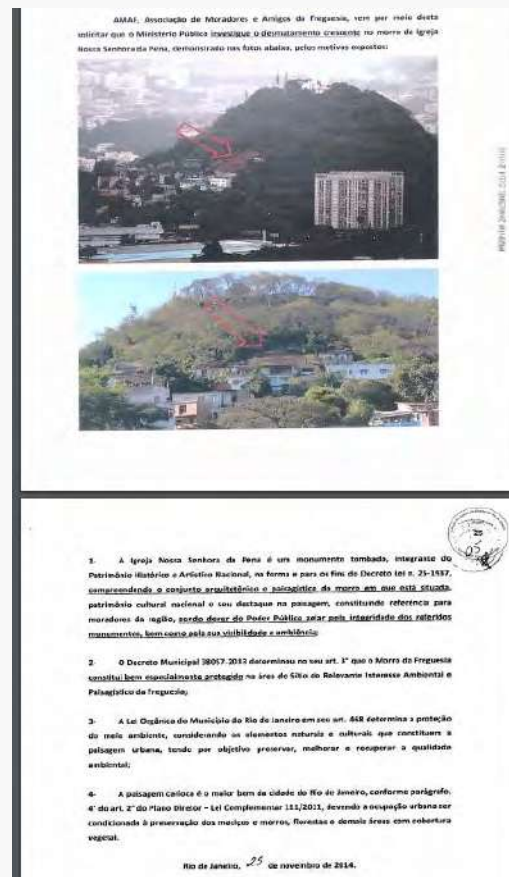 AMAF, Associação de Moradores e Amigos da Freguesia, vem por meio desta
solicitar que o Ministério Público investigue o desmatamento crescente no morro da Igreja
Nossa Senhora da Pena, demonstrado nas fotos abaixo, pelos motivos expostos:
1- A Igreja Nossa Senhora da Pena é um monumento tombado, integrante do
Patrimônio Histórico e Artístico Nacional, na forma e para os fins do Decreto Lei n. 25-1937,
compreendendo o conjunto arquitetônico e paisagístico do morro em que está situada,
patrimônio cultural nacional e seu destaque na paisagem, constituindo referência para
moradores da região, sendo dever do Poder Público zelar pela integridade dos referidos
monumentos, bem como pela sua visibilidade e ambiência;
2- O Decreto Municipal 38057-2013 determinou no seu art. 3° que o Morro da Freguesia
constitui bem especialmente protegido na área do Sítio de Relevante Interesse Ambiental e
Paisagístico da Freguesia;
3- A Lei Orgânica do Município do Rio de Janeiro em seu art. 468 determina a proteção
do meio ambiente, considerando os elementos naturais e culturais que constituem a
paisagem urbana, tendo por objetivo preservar, melhorar e recuperar a qualidade
ambiental;
4- A paisagem carioca é o maior bem da cidade do Rio de Janeiro, conforme parágrafo.
4° do art. 2° do Plano Diretor – Lei Complementar 111/2011, devendo a ocupação urbana ser
condicionada à preservação dos maciços e morros, florestas e demais áreas com cobertura
vegetal.
Rio de Janeiro, 25 de novembro de 2014.